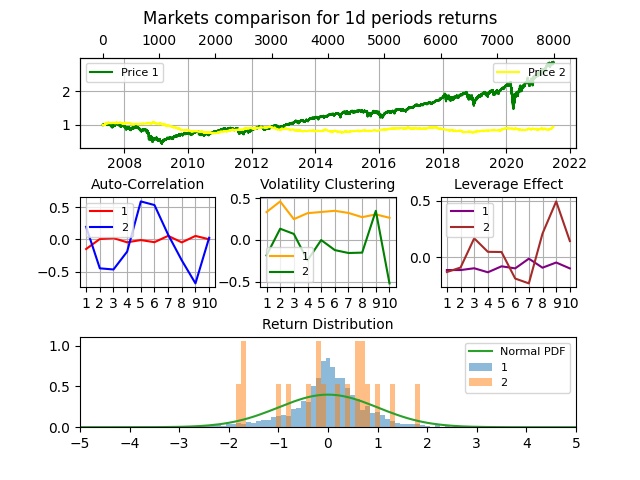 Markets comparison for 1d periods returns
0 1000 2000 3000 4000 5000 6000 7000 8000
Price 1
Price 2
2
1
2008 2010 2012 2014 2016 2018 2020 2022
Auto-Correlation
Volatility Clustering
Leverage Effect
0.5
0.0
−0.5
1
2
1 2 3 4 5 6 7 8 9 10
0.5
0.0
−0.5
1
2
1 2 3 4 5 6 7 8 9 10
0.5
0.0
1
2
1 2 3 4 5 6 7 8 9 10
Return Distribution
1.0
0.5
0.0
Normal PDF
1
2
−5 −4 −3 −2 −1 0 1 2 3 4 5